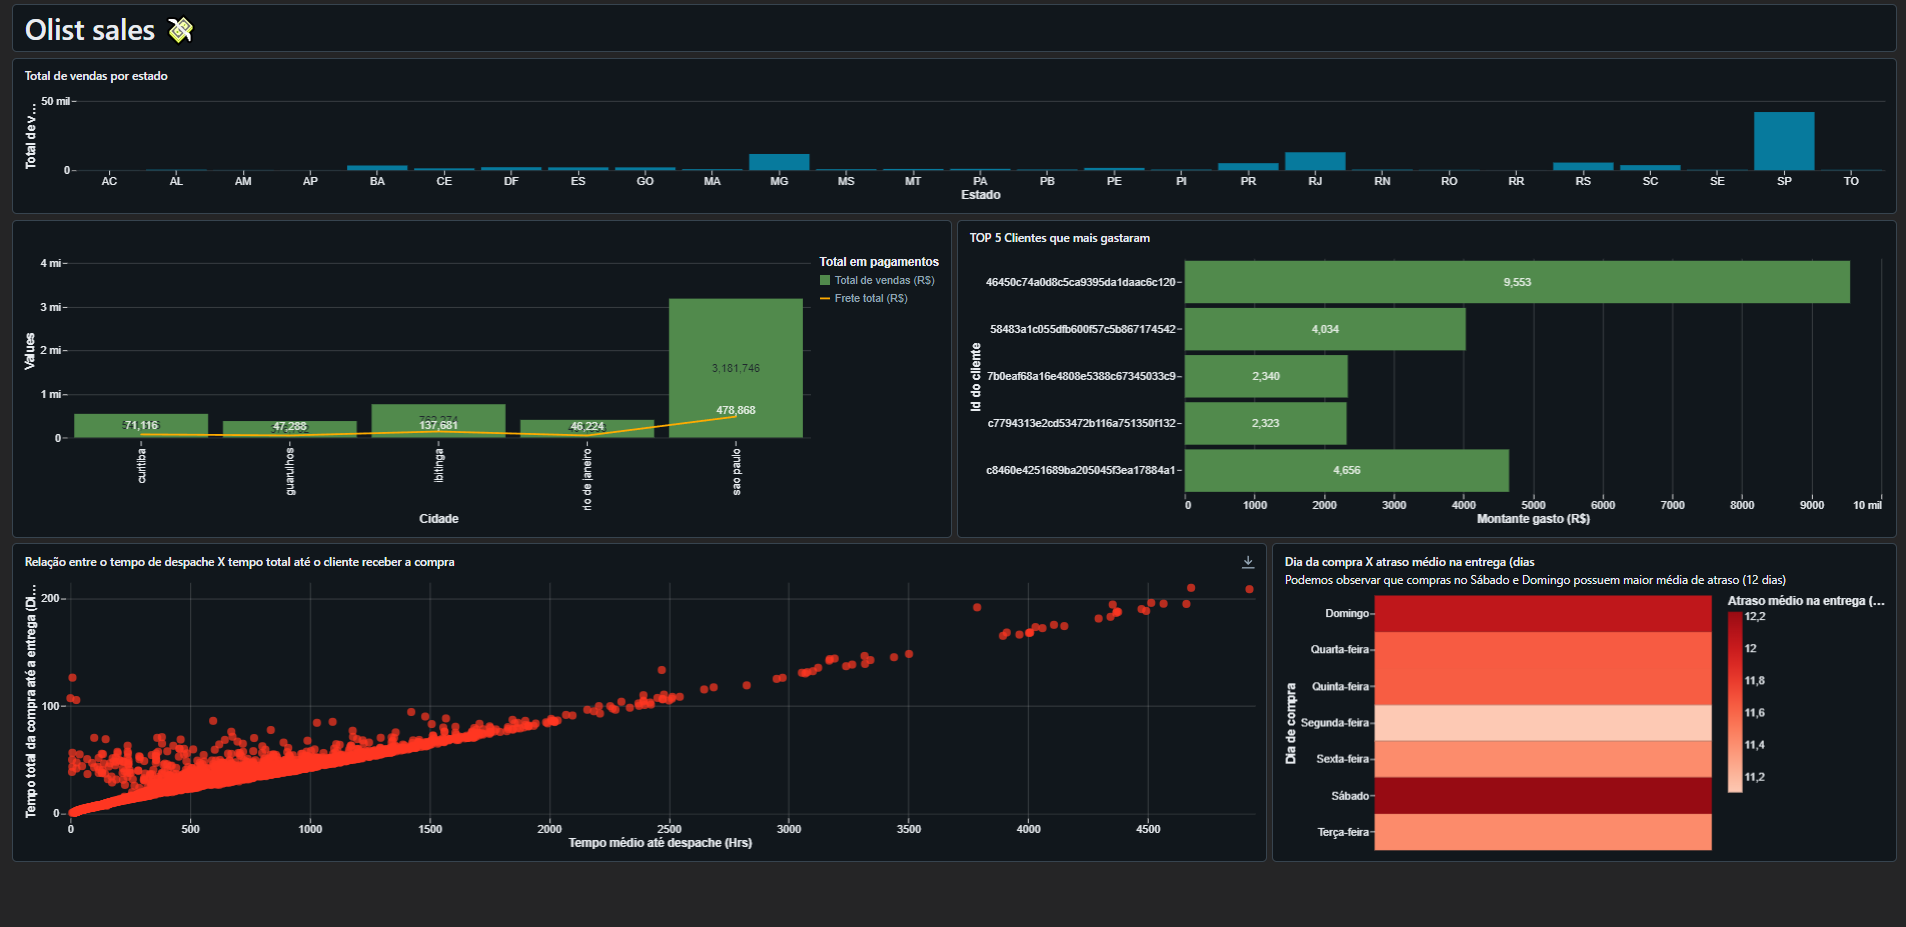 Olist sales
Total de vendas por estado
Total de v…
50 mil
0
AC AL AM AP BA CE DF ES GO MA MG MS MT PA PB PE PI PR RJ RN RO RR RS SC SE SP TO
Estado
Values
4 mi
3 mi
2 mi
1 mi
0
71,116
47,288
137,681
46,224
3,181,746
478,868
curitiba
guarulhos
ibitinga
rio de janeiro
sao paulo
Cidade
Total em pagamentos
Total de vendas (R$)
Frete total (R$)
TOP 5 Clientes que mais gastaram
Id do cliente
46450c74a0d8c5ca9395da1daac6c120
9,553
58483a1c055dfb600f57c5b867174542
4,034
7b0eaf68a16e4808e5388c67345033c9
2,340
c7794313e2cd53472b116a751350f132
2,323
c8460e4251689ba205045f3ea17884a1
4,656
0 1000 2000 3000 4000 5000 6000 7000 8000 9000 10 mil
Montante gasto (R$)
Relação entre o tempo de despache X tempo total até o cliente receber a compra
Tempo total da compra até a entrega (Di…
200
100
0
0 500 1000 1500 2000 2500 3000 3500 4000 4500
Tempo médio até despache (Hrs)
Dia da compra X atraso médio na entrega (dias
Podemos observar que compras no Sábado e Domingo possuem maior média de atraso (12 dias)
Dia de compra
Domingo
Quarta-feira
Quinta-feira
Segunda-feira
Sexta-feira
Sábado
Terça-feira
Atraso médio na entrega (…
12,2
12
11,8
11,6
11,4
11,2